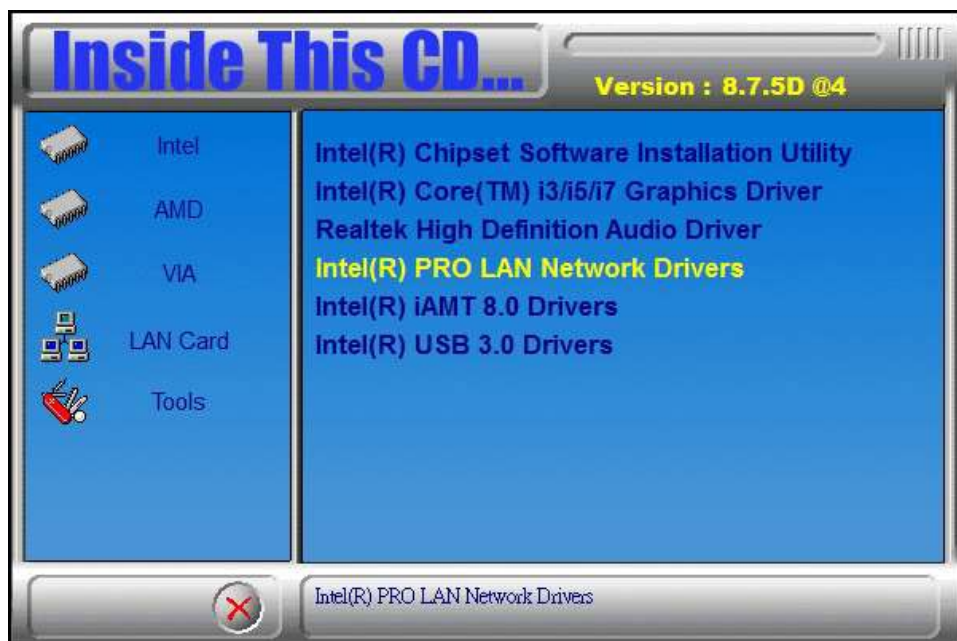 Inside This CD...
Version : 8.7.5D @4
Intel
AMD
VIA
LAN Card
Tools
Intel(R) Chipset Software Installation Utility
Intel(R) Core(TM) i3/i5/i7 Graphics Driver
Realtek High Definition Audio Driver
Intel(R) PRO LAN Network Drivers
Intel(R) iAMT 8.0 Drivers
Intel(R) USB 3.0 Drivers
Intel(R) PRO LAN Network Drivers